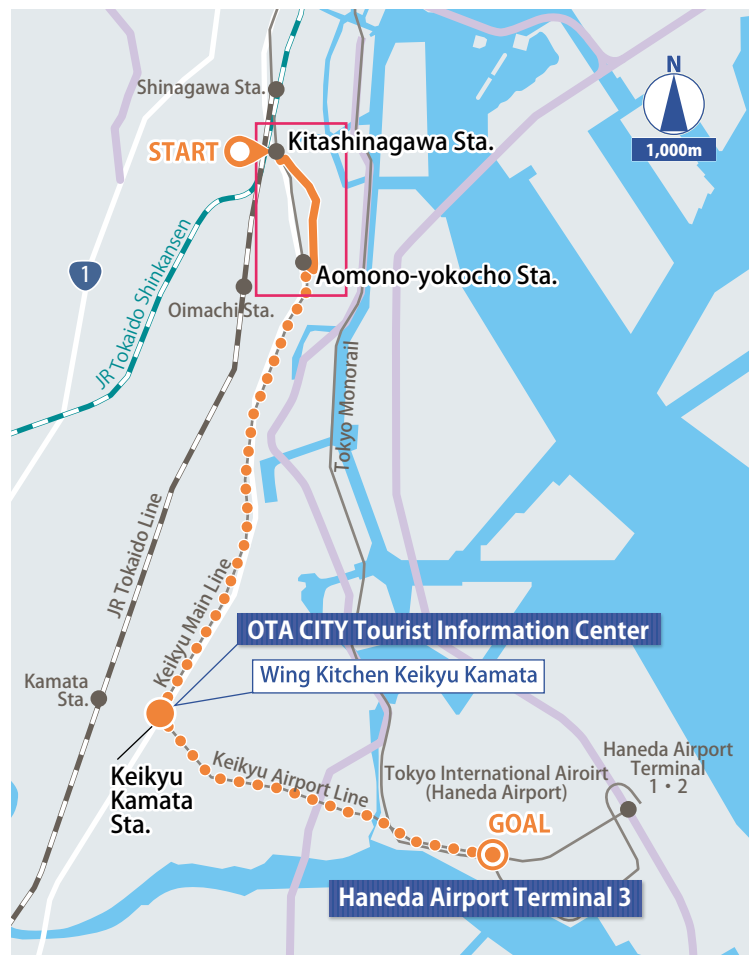 Shinagawa Sta.
N
1,000m
START
Kitashinagawa Sta.
1
JR Tokaido Shinkansen
Aomono-yokocho Sta.
Oimachi Sta.
Tokyo Monorail
JR Tokaido Line
Keikyu Main Line
OTA CITY Tourist Information Center
Wing Kitchen Keikyu Kamata
Kamata
Sta.
Keikyu
Kamata
Sta.
Keikyu Airport Line
Tokyo International Airoirt
(Haneda Airport)
Haneda Airport
Terminal
1・2
GOAL
Haneda Airport Terminal 3